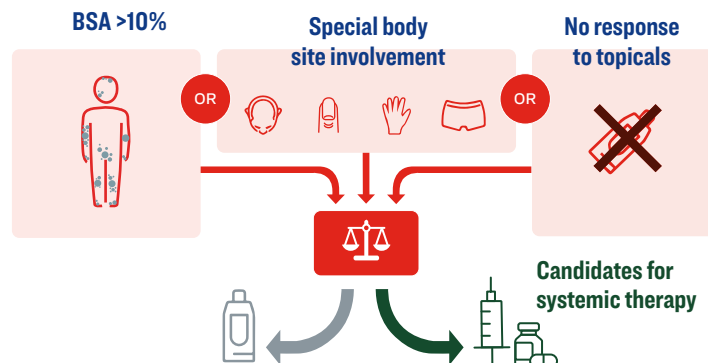 BSA >10%
Special body
site involvement
No response
to topicals
OR
OR
Candidates for
systemic therapy